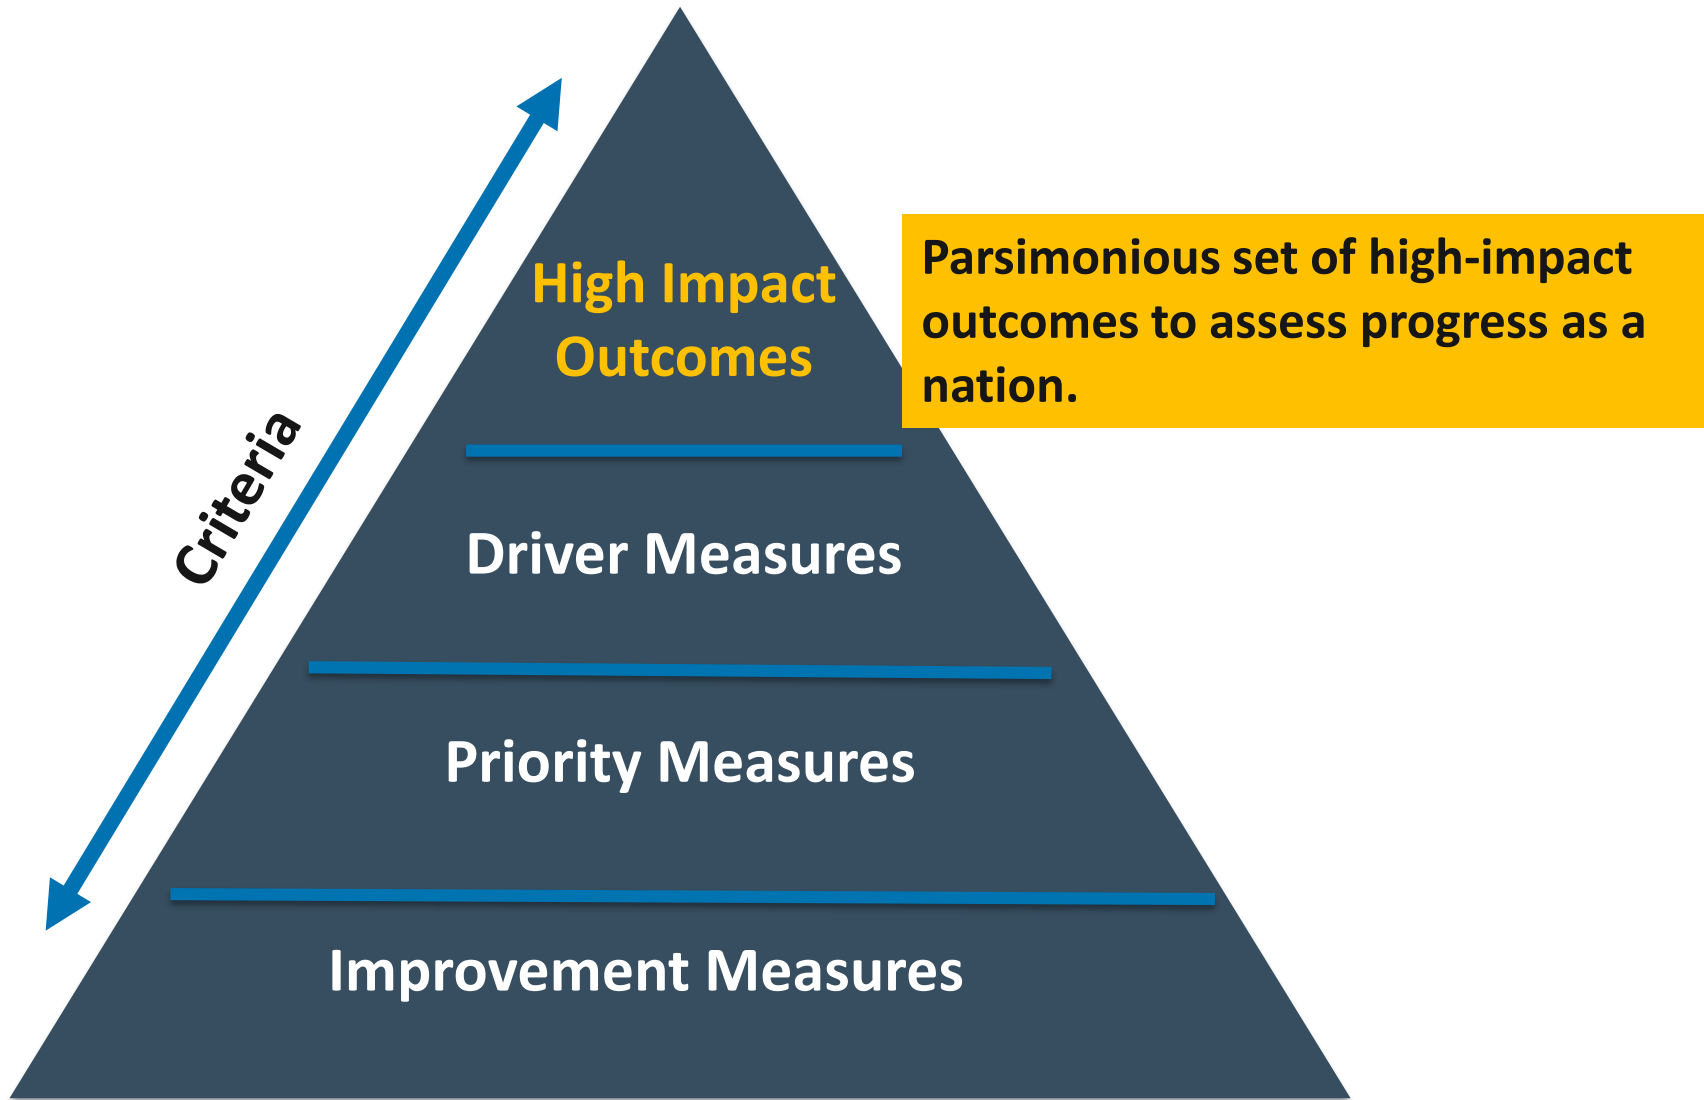 High Impact
Outcomes
Parsimonious set of high-impact
outcomes to assess progress as a
nation.
Criteria
Driver Measures
Priority Measures
Improvement Measures